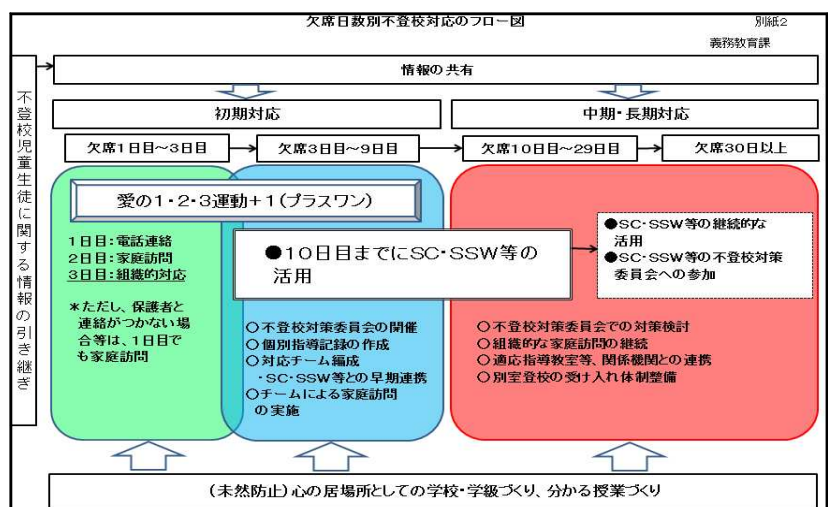 欠席日数別不登校対応のフロー図
別紙2
義務教育課
不登校児童生徒に関する情報の引き継ぎ
情報の共有
初期対応
中期・長期対応
欠席1日目~3日目
欠席3日目~9日目
欠席10日目~29日目
欠席30日以上
愛の1・2・3運動+1(プラスワン)
1日目:電話連絡
2日目:家庭訪問
3日目:組織的対応
*ただし、保護者と
連絡がつかない場
合等は、1日目で
も家庭訪問
●10日目までにSC・SSW等の
活用
○不登校対策委員会の開催
○個別指導記録の作成
○対応チーム編成
・SC・SSW等との早期連携
○チームによる家庭訪問
の実施
●SC・SSW等の継続的な
活用
●SC・SSW等の不登校対策
委員会への参加
○不登校対策委員会での対策検討
○組織的な家庭訪問の継続
○適応指導教室等、関係機関との連携
○別室登校の受け入れ体制整備
(未然防止)心の居場所としての学校・学級づくり、分かる授業づくり